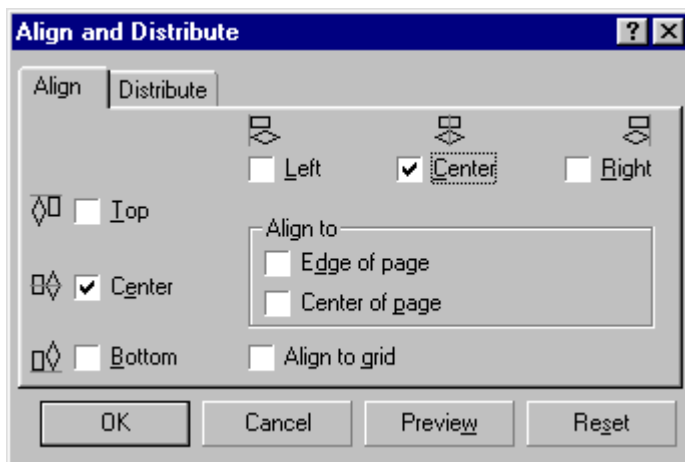 Align and Distribute
Align Distribute
Left Center Right
Top
Align to
Edge of page
Center
Center of page
Bottom Align to grid
OK Cancel Preview Reset